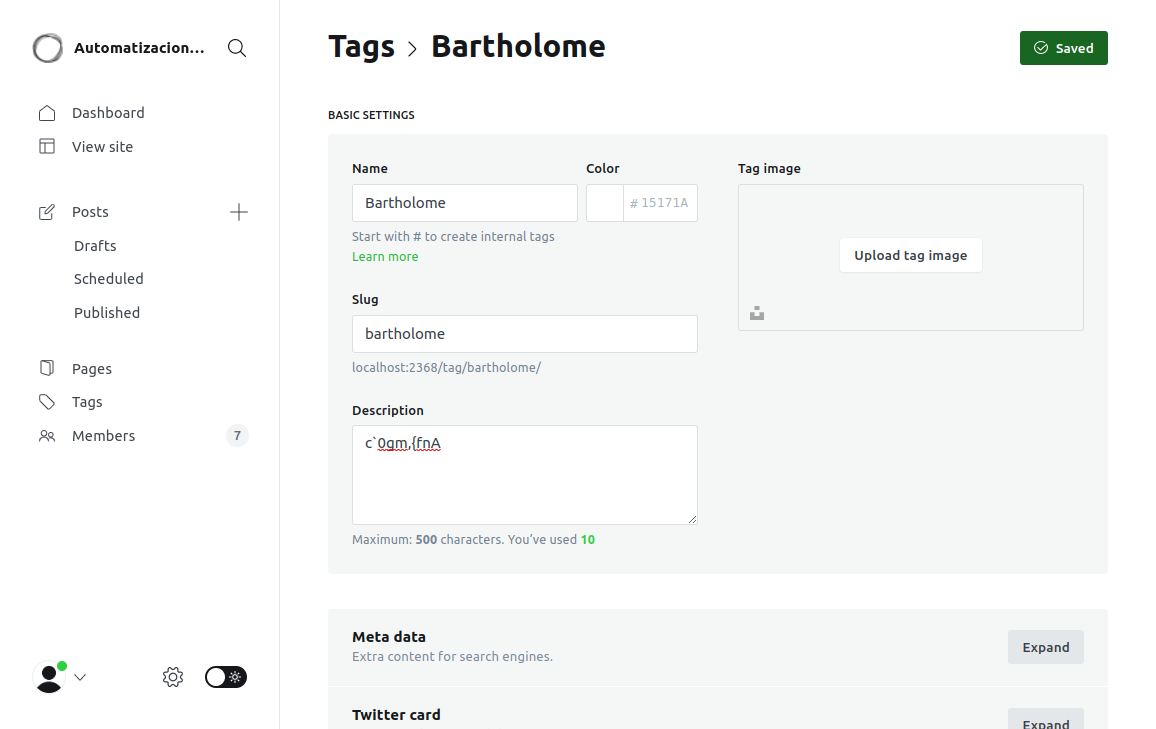 Automatizacion...
Tags > Bartholome
Saved
Dashboard
View site
Posts
Drafts
Scheduled
Published
Pages
Tags
Members
7
BASIC SETTINGS
Name
Color
Tag image
Bartholome
# 15171A
Start with # to create internal tags
Learn more
Upload tag image
Slug
bartholome
localhost:2368/tag/bartholome/
Description
c`0gm,{fnA
Maximum: 500 characters. You've used 10
Meta data
Extra content for search engines.
Expand
Twitter card
Expand